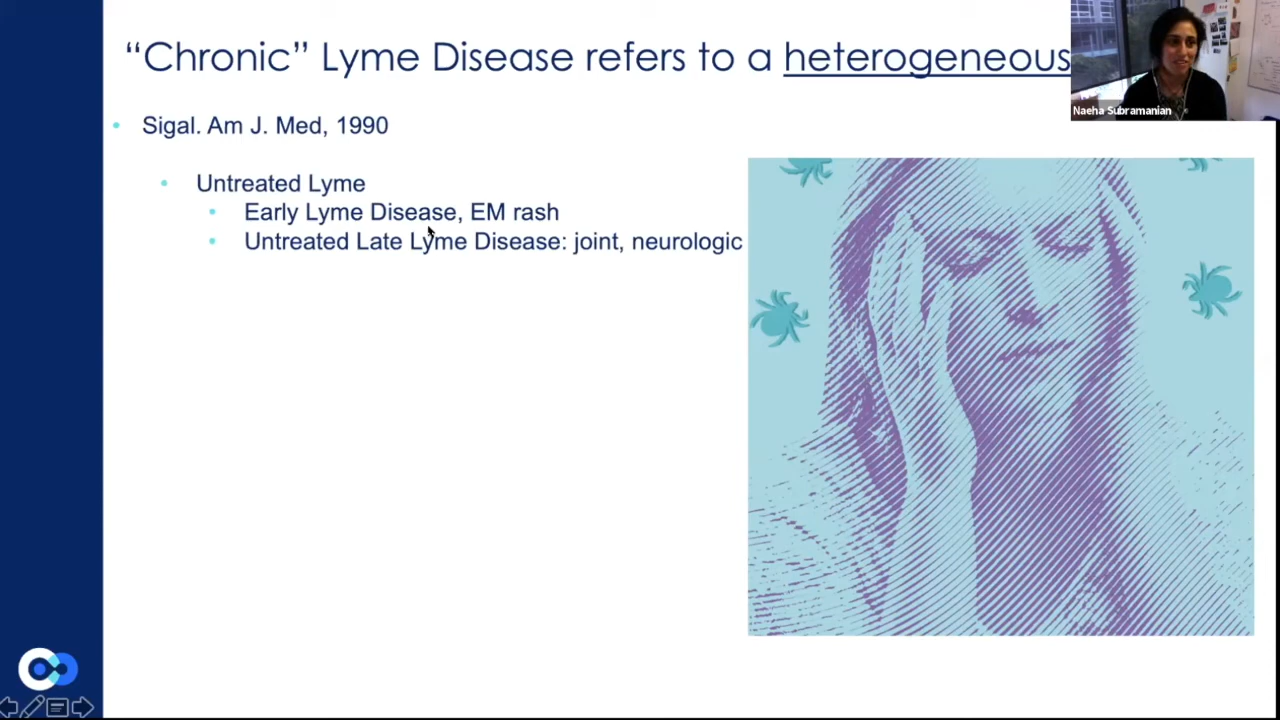 “Chronic” Lyme Disease refers to a heterogeneous
Naeha Subramanian
Sigal. Am J. Med, 1990
Untreated Lyme
Early Lyme Disease, EM rash
Untreated Late Lyme Disease: joint, neurologic